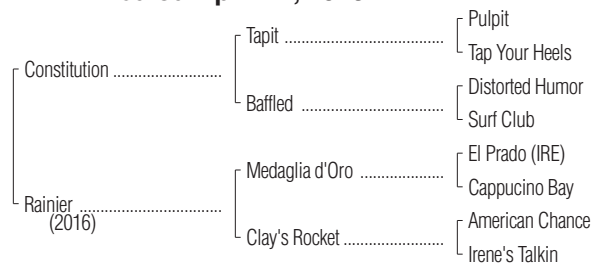 Constitution
Rainier
(2016)
Tapit
Baffled
Medaglia d'Oro
Clay's Rocket
Pulpit
Tap Your Heels
Distorted Humor
Surf Club
El Prado (IRE)
Cappucino Bay
American Chance
Irene's Talkin